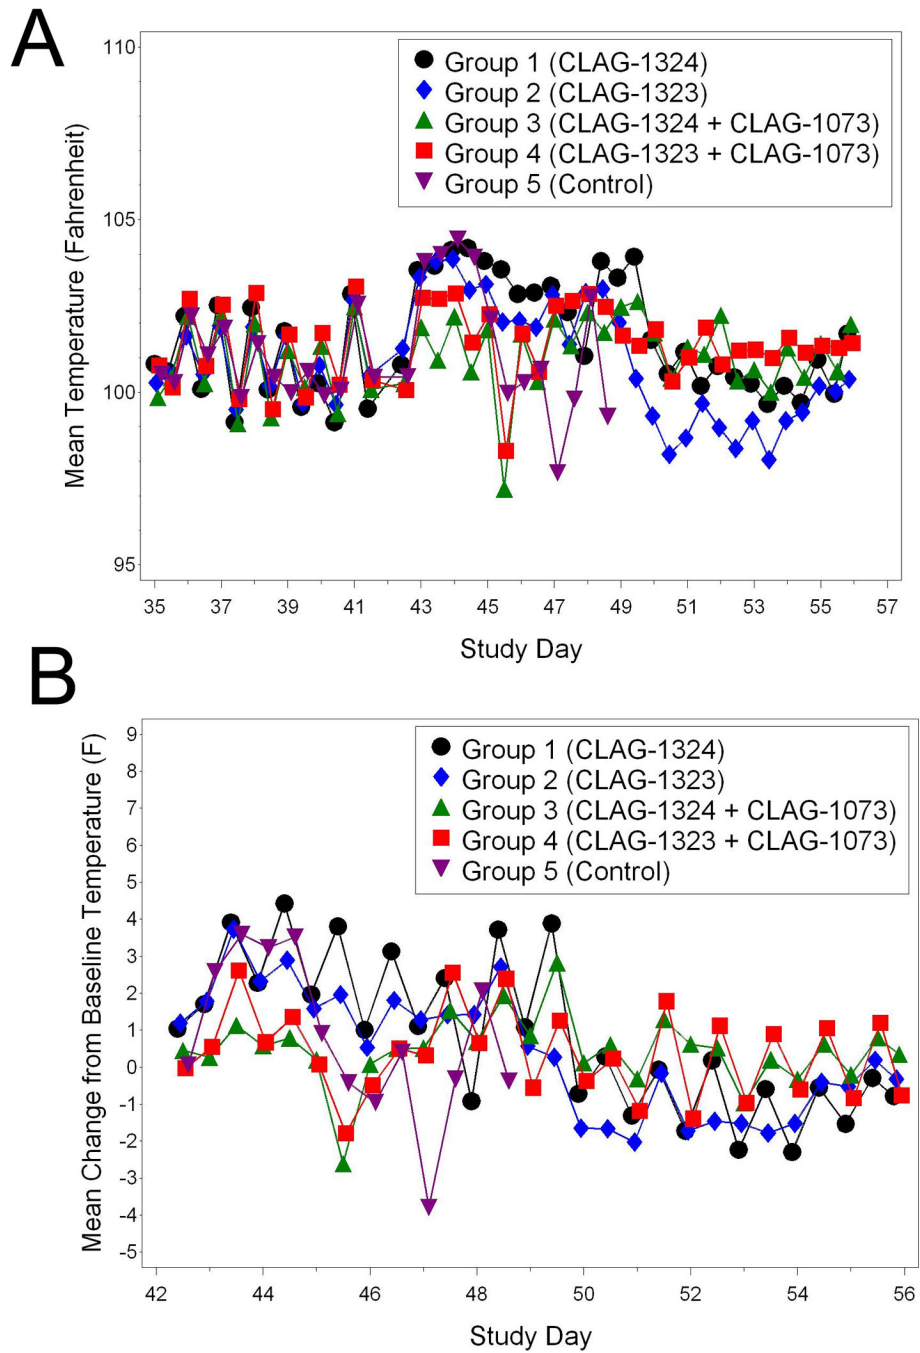 A
Mean Temperature (Fahrenheit)
110
105
100
95
Group 1 (CLAG-1324)
Group 2 (CLAG-1323)
Group 3 (CLAG-1324 + CLAG-1073)
Group 4 (CLAG-1323 + CLAG-1073)
Group 5 (Control)
35 37 39 41 43 45 47 49 51 53 55 57
Study Day
B
Mean Change from Baseline Temperature (F)
9
8
7
6
5
4
3
2
1
0
-1
-2
-3
-4
-5
Group 1 (CLAG-1324)
Group 2 (CLAG-1323)
Group 3 (CLAG-1324 + CLAG-1073)
Group 4 (CLAG-1323 + CLAG-1073)
Group 5 (Control)
42 44 46 48 50 52 54 56
Study Day